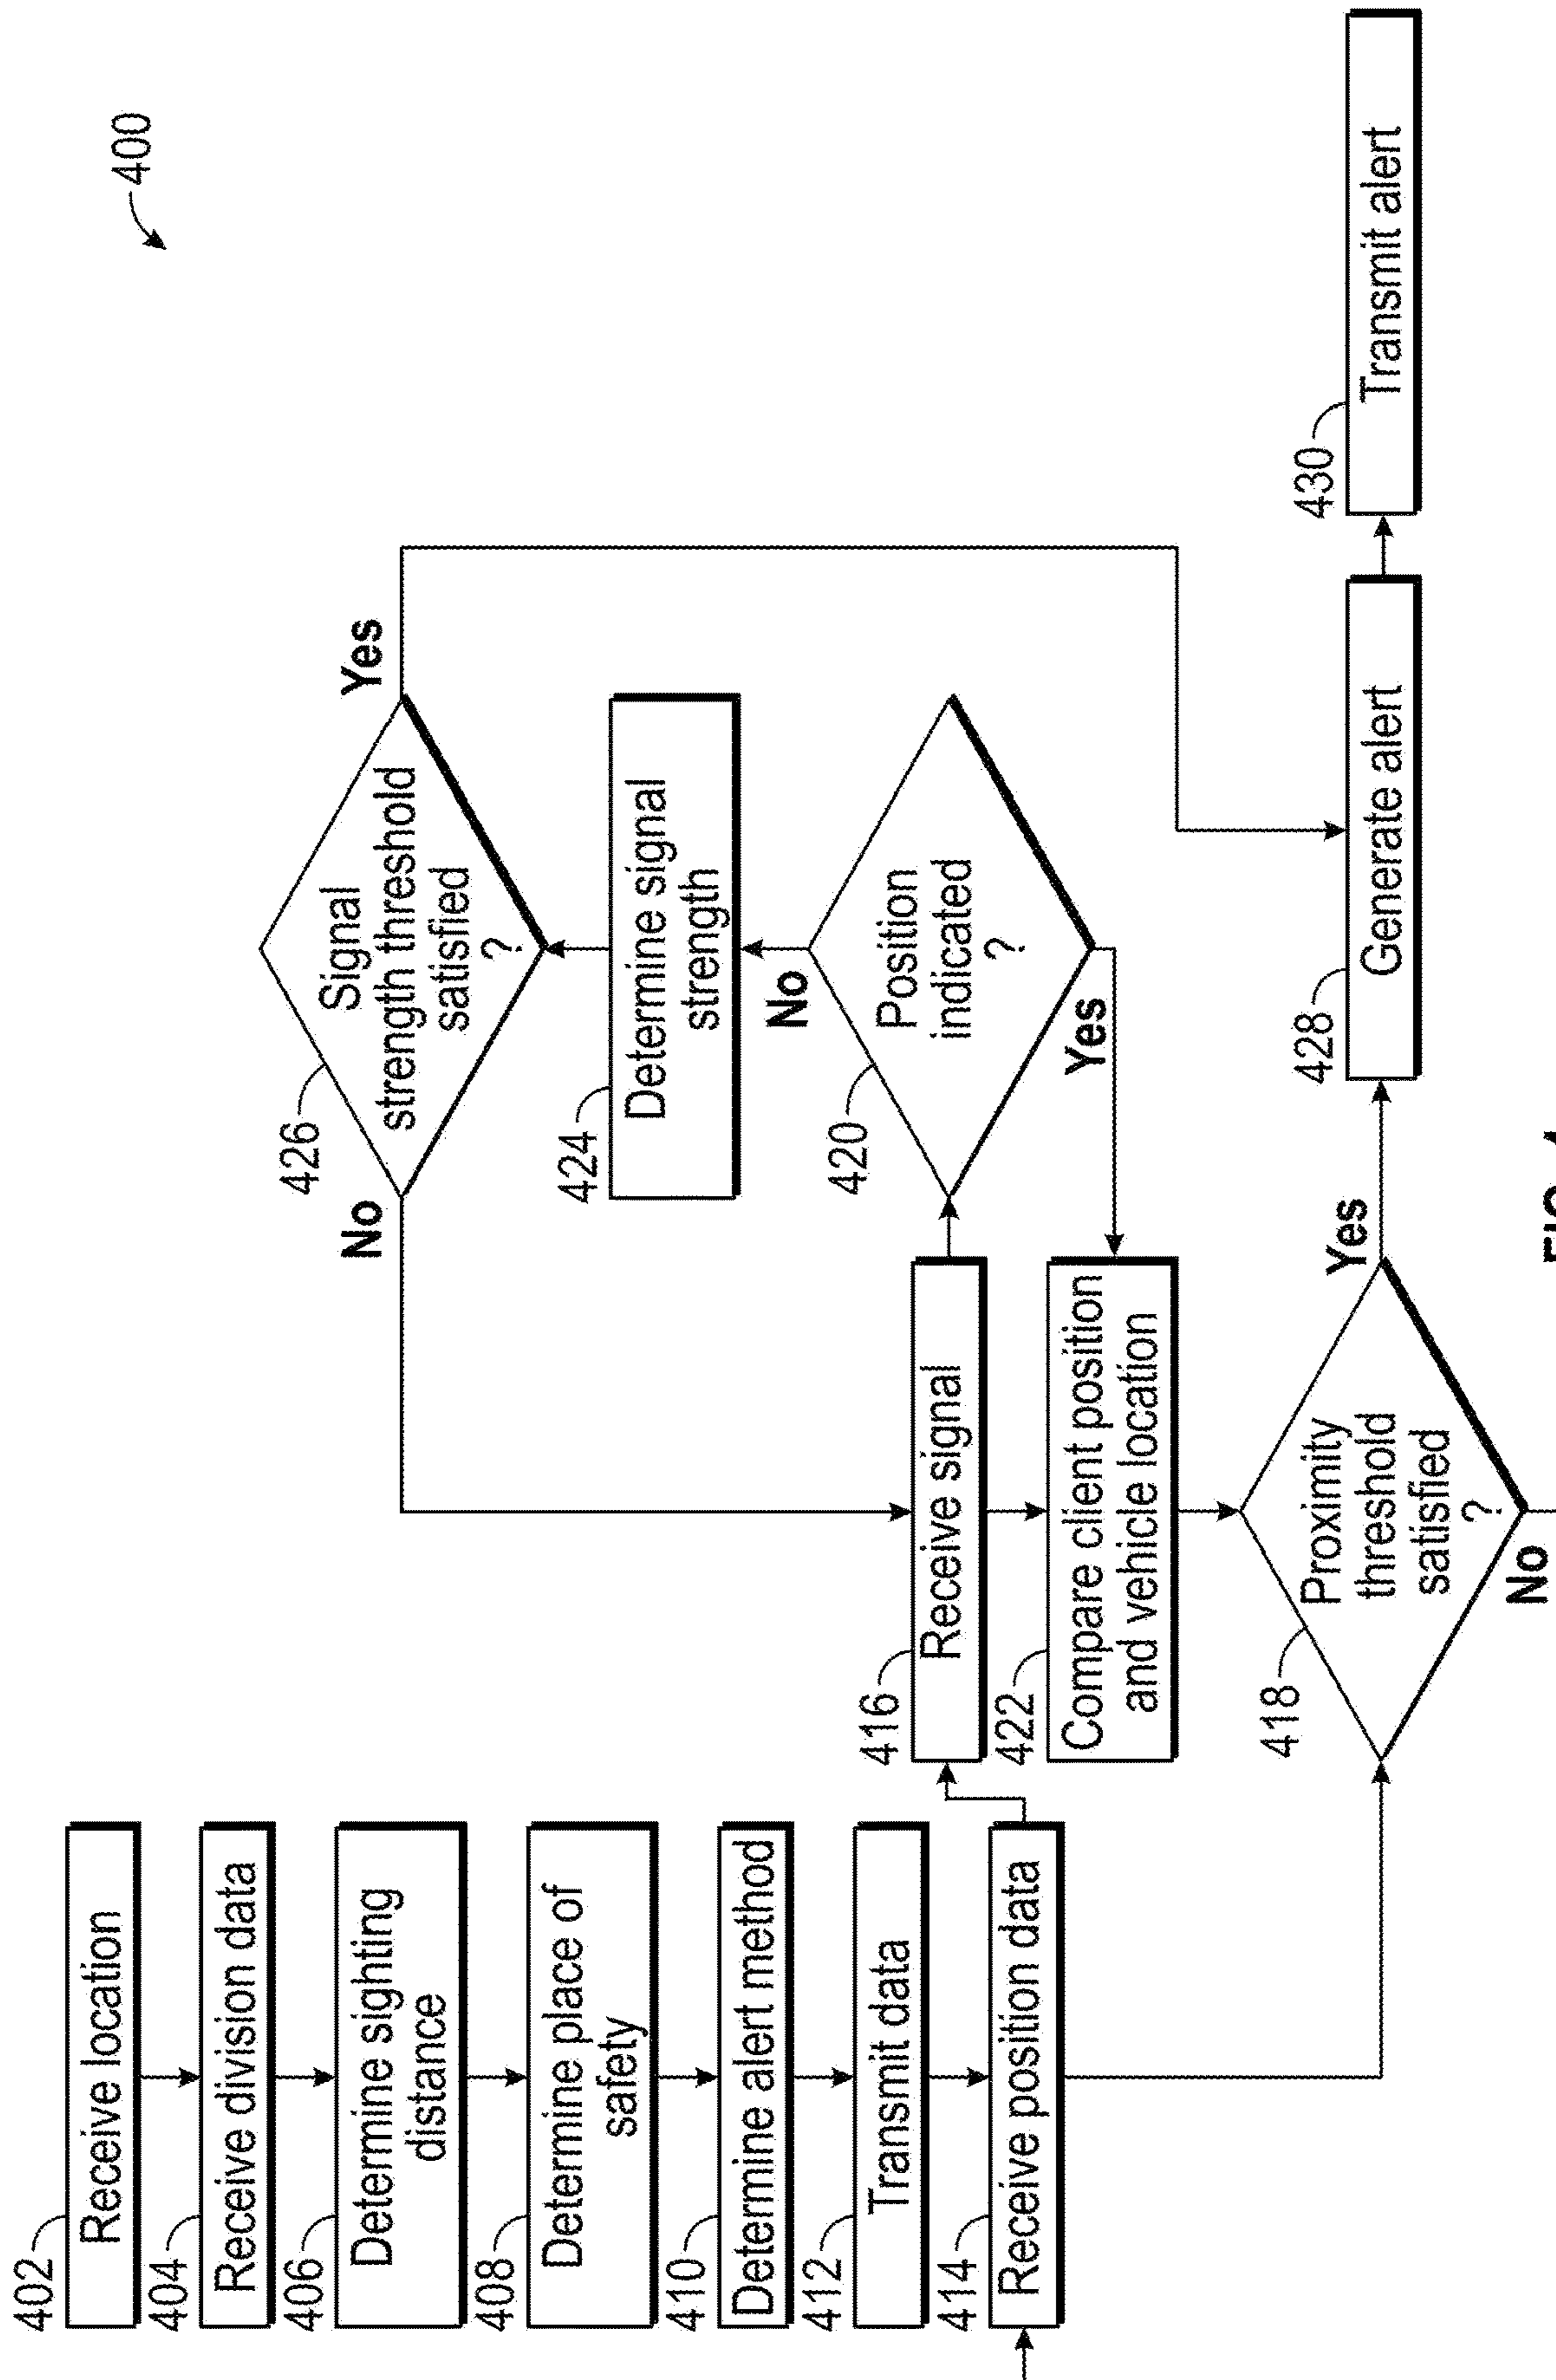 400
402
Receive location
404
Receive division data
406
Determine sighting
distance
408
Determine place of
safety
410
Determine alert method
412
Transmit data
414
Receive position data
416
Receive signal
422
Compare client position
and vehicle location
418
Proximity
threshold
satisfied
?
Yes
No
426
Signal
strength threshold
satisfied
?
No
Yes
424
Determine signal
strength
No
420
Position
indicated
?
Yes
428
Generate alert
430
Transmit alert
FIG. 4